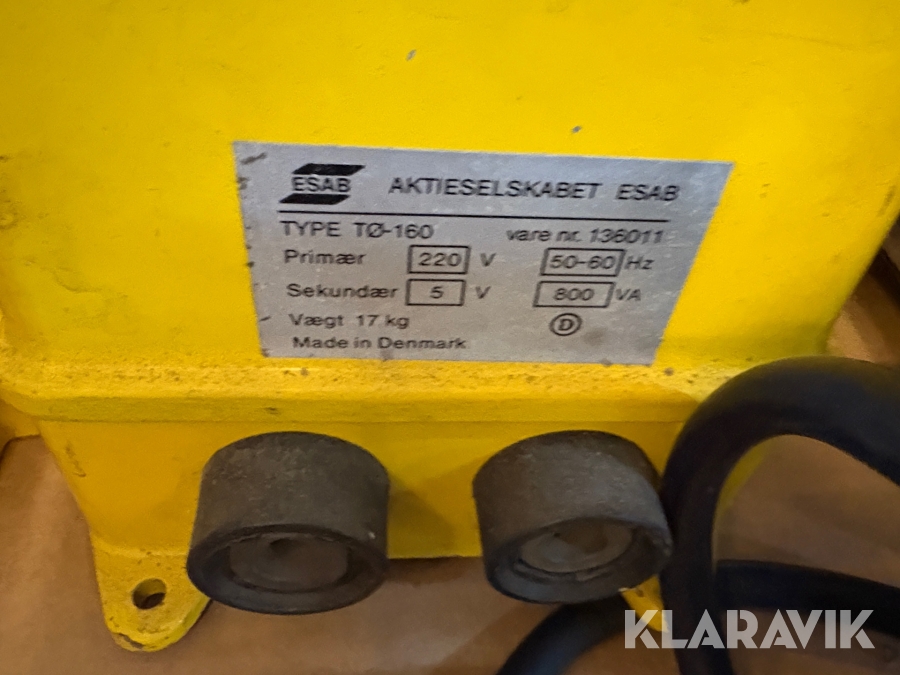 ESAB AKTIESELSKABET ESAB
TYPE TØ-160 vare nr. 136011
Primær 220 V 50-60 Hz
Sekundær 5 V 800 VA
Vægt 17 kg D
Made in Denmark
KLARAVIK